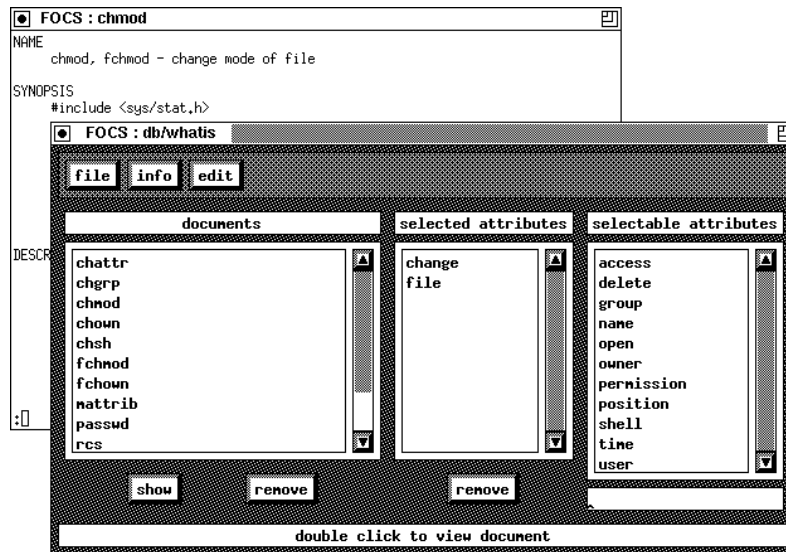 FOCS : chmod
NAME
chmod, fchmod - change mode of file
SYNOPSIS
#include <sys/stat.h>
DESCR
:
FOCS : db/whatis
file info edit
documents
chattr
chgrp
chmod
chown
chsh
fchmod
fchown
mattrib
passwd
rcs
show remove
selected attributes
change
file
remove
selectable attributes
access
delete
group
name
open
owner
permission
position
shell
time
user
double click to view document